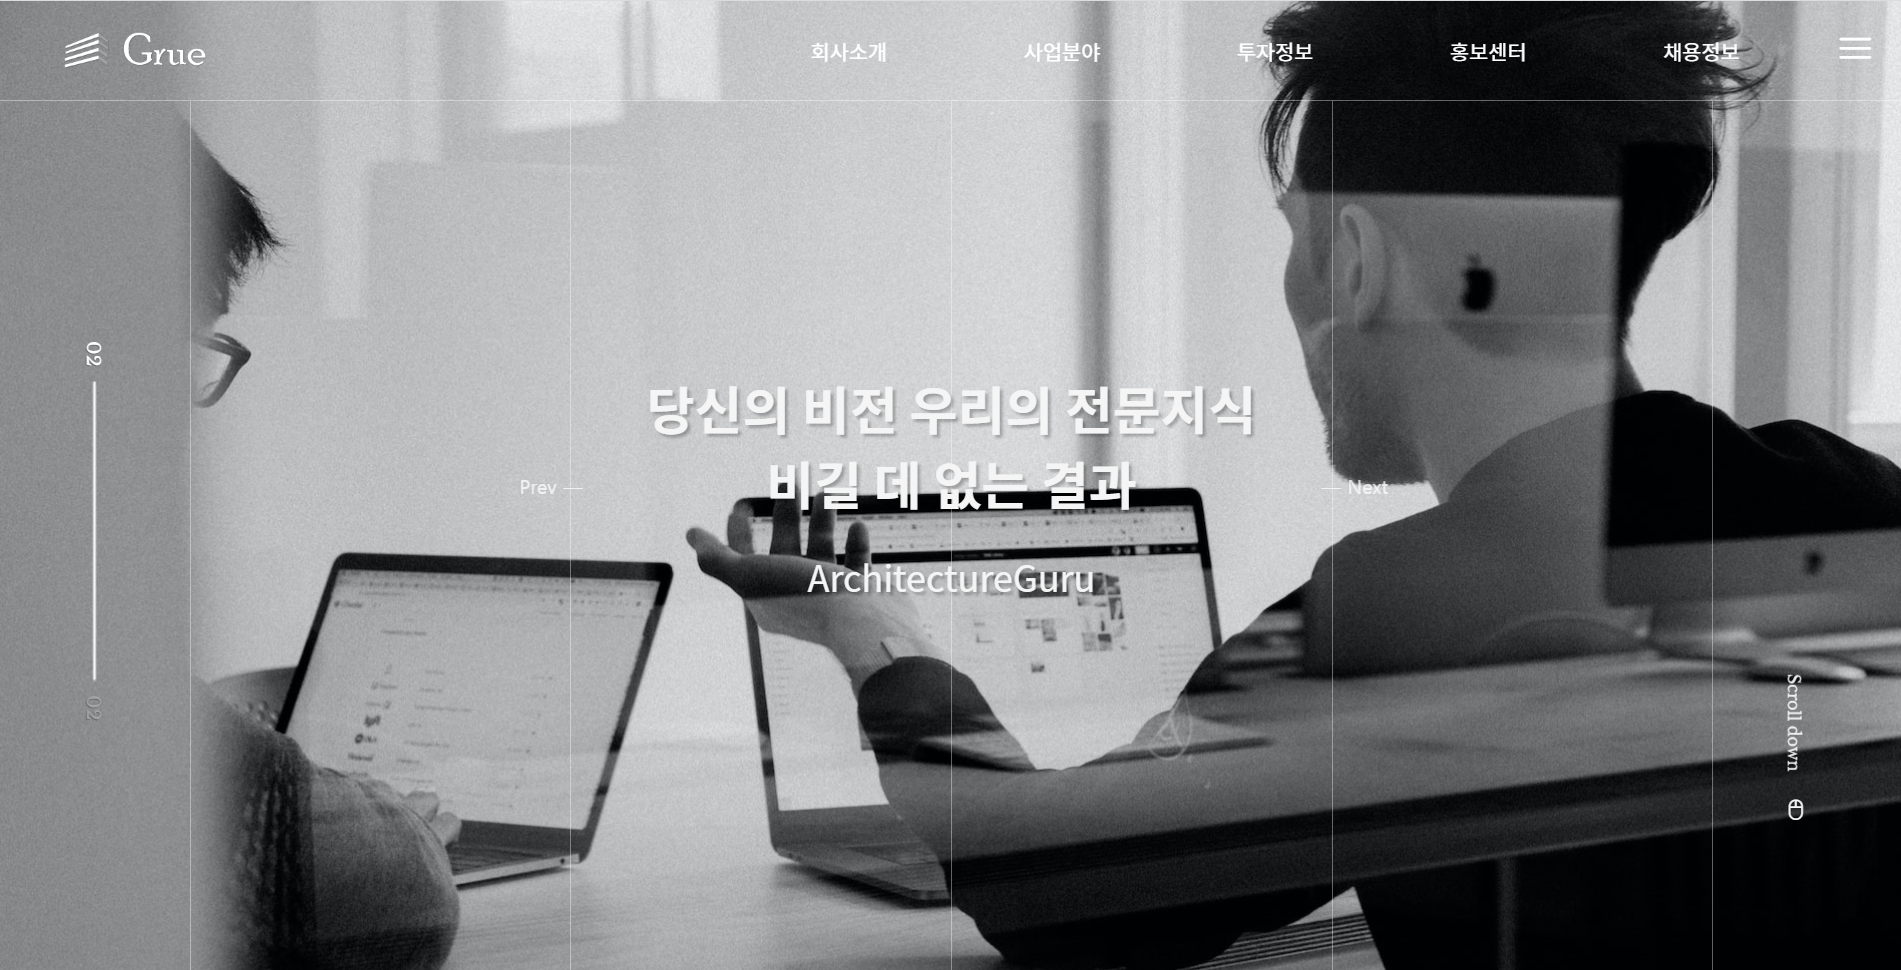 Grue
회사소개
사업분야
투자정보
홍보센터
채용정보
02
당신의 비전 우리의 전문지식
비길 데 없는 결과
Prev
Next
ArchitectureGuru
02
Scroll down